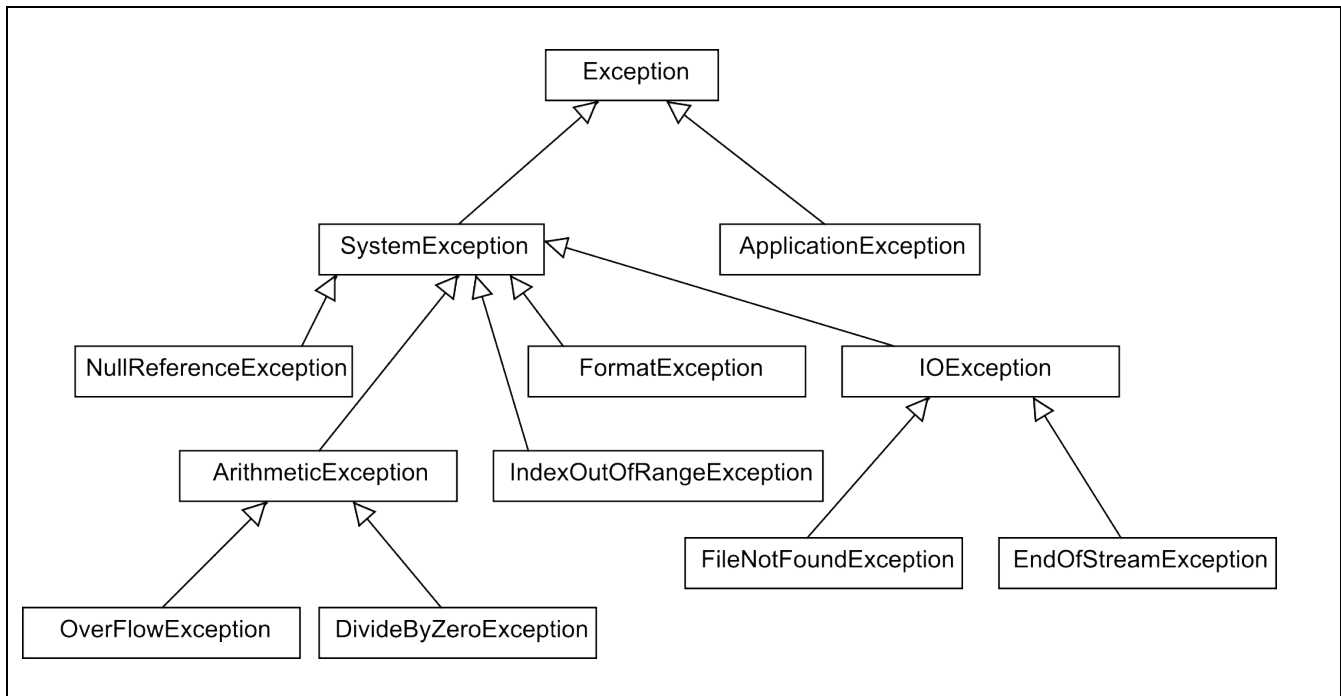 Exception
SystemException
ApplicationException
NullReferenceException
FormatException
IOException
ArithmeticException
IndexOutOfRangeException
FileNotFoundException
EndOfStreamException
OverFlowException
DivideByZeroException